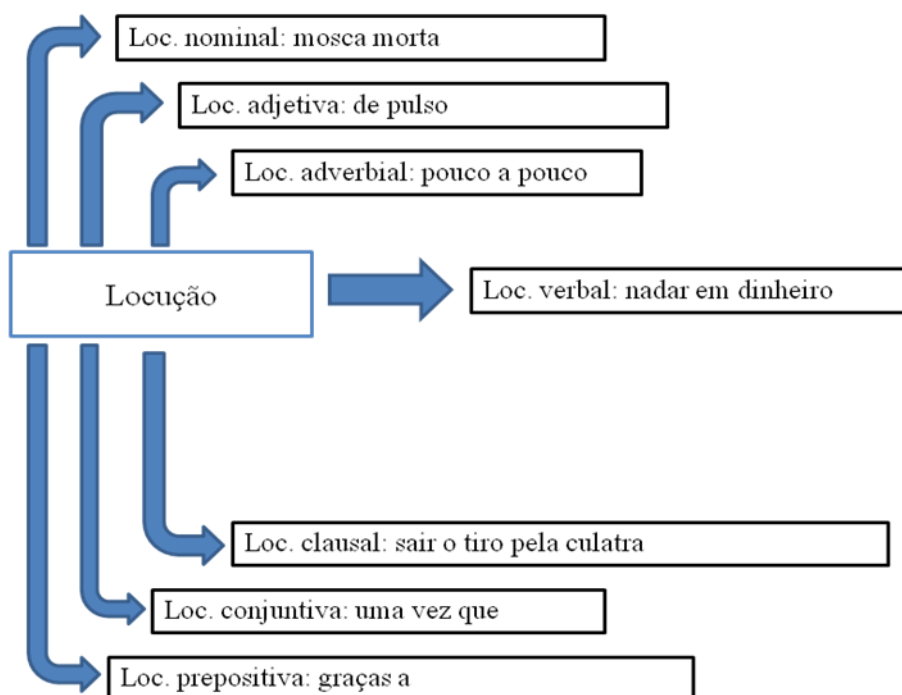 Loc. nominal: mosca morta
Loc. adjetiva: de pulso
Loc. adverbial: pouco a pouco
Locução
Loc. verbal: nadar em dinheiro
Loc. clausal: sair o tiro pela culatra
Loc. conjuntiva: uma vez que
Loc. prepositiva: graças a